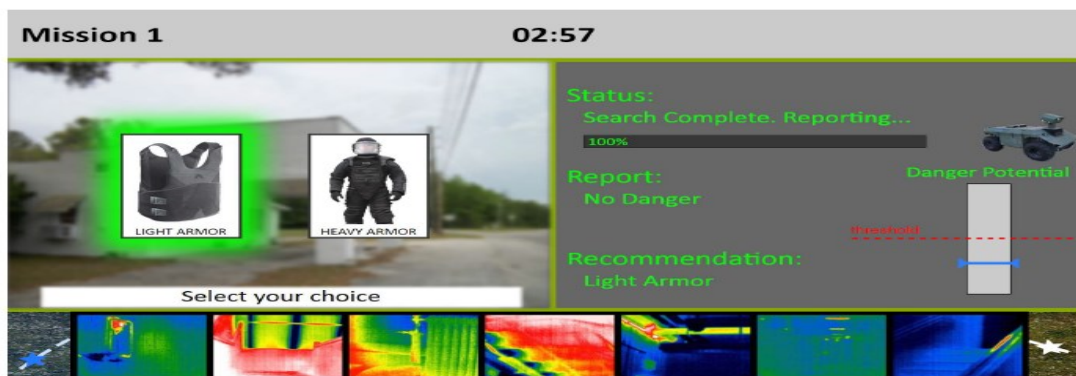 Mission 1
02:57
LIGHT ARMOR
HEAVY ARMOR
Select your choice
Status:
Search Complete. Reporting...
100%
Report:
No Danger
Danger Potential
threshold
Recommendation:
Light Armor